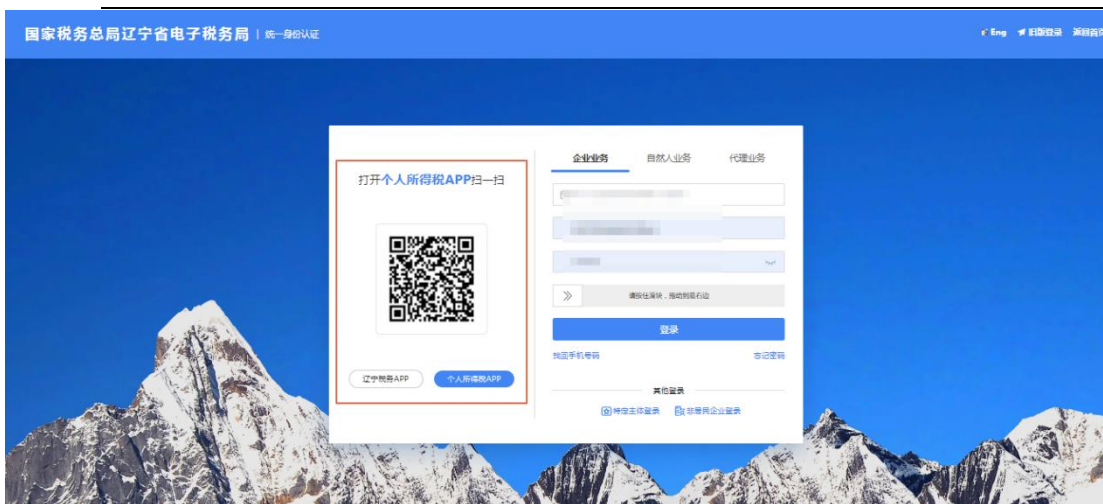 国家税务总局辽宁省电子税务局 | 统一身份认证
Eng 旧版登录 返回首页
打开个人所得税APP扫一扫
辽宁税务APP 个人所得税APP
企业业务 自然人业务 代理业务
请按住滑块，拖动到最右边
登录
找回手机号码 忘记密码
其他登录
特定主体登录 非居民企业登录